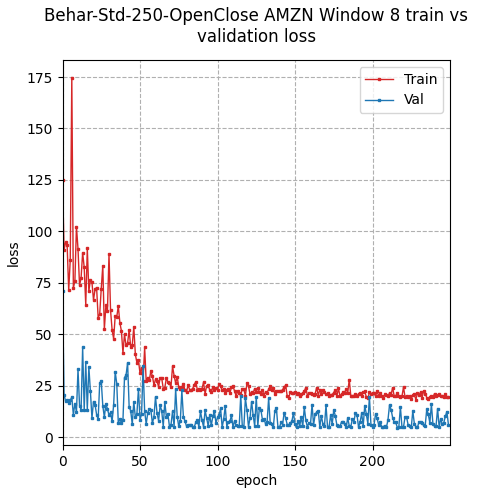 Behar-Std-250-OpenClose AMZN Window 8 train vs
validation loss
Train
Val
175
150
125
100
75
50
25
0
loss
0
50
100
150
200
epoch